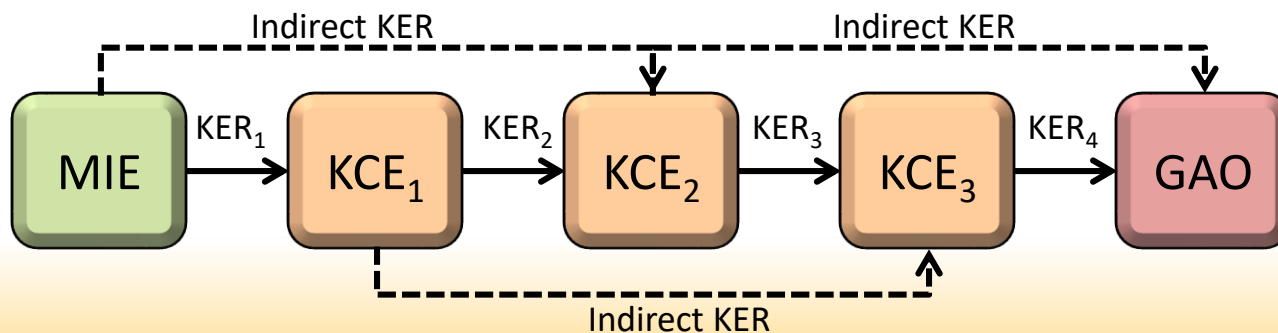 Indirect KER
Indirect KER
KER₁
KER₂
KER₃
KER₄
MIE
KCE₁
KCE₂
KCE₃
GAO
Indirect KER